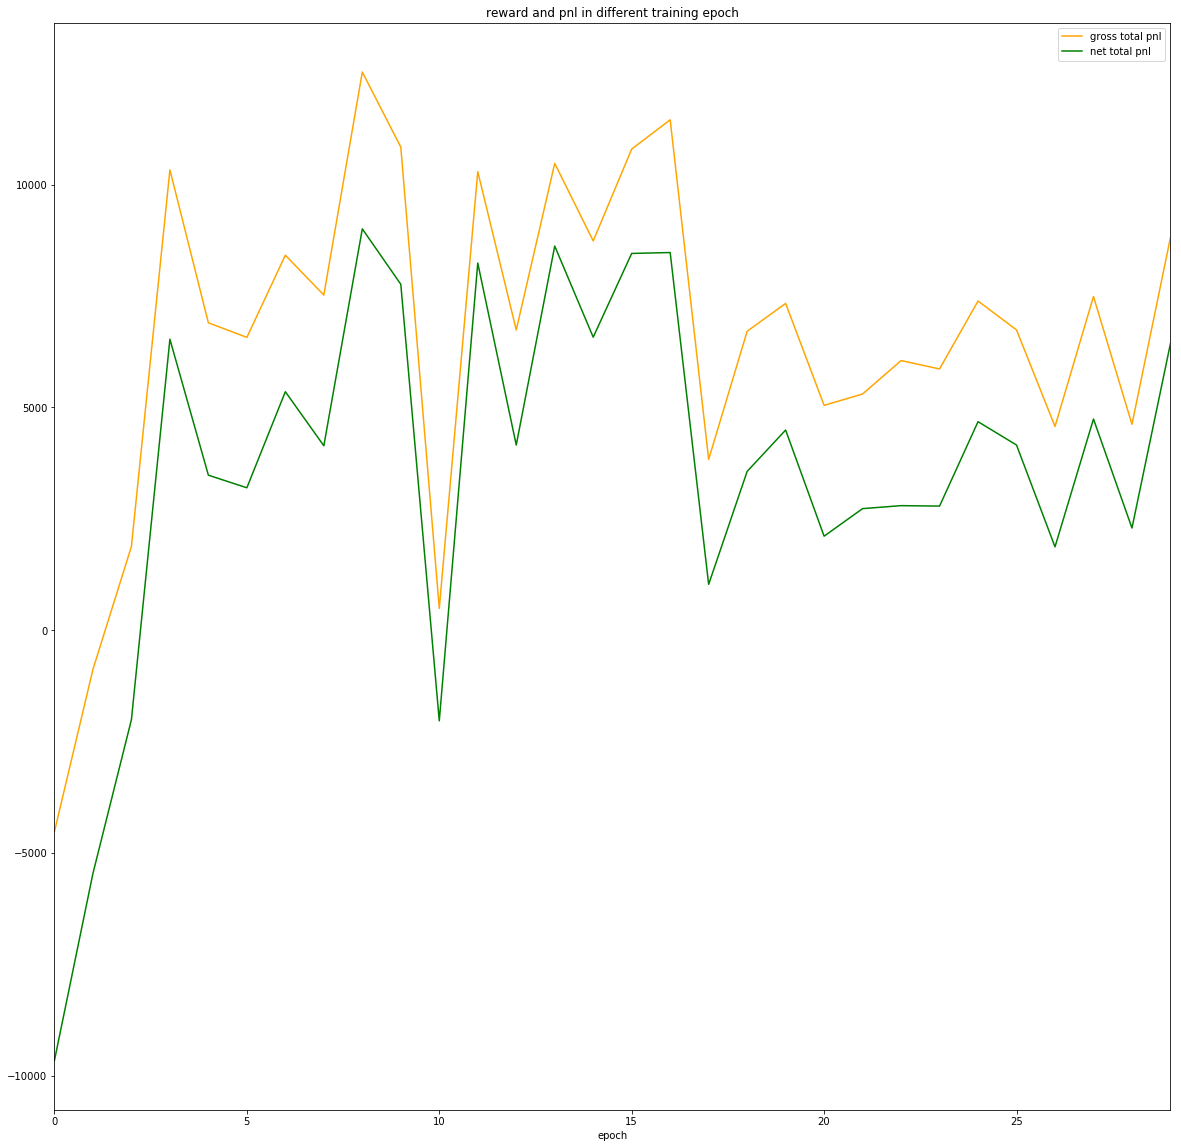 reward and pnl in different training epoch
gross total pnl
net total pnl
10000
5000
0
−5000
−10000
0 5 10 15 20 25
epoch